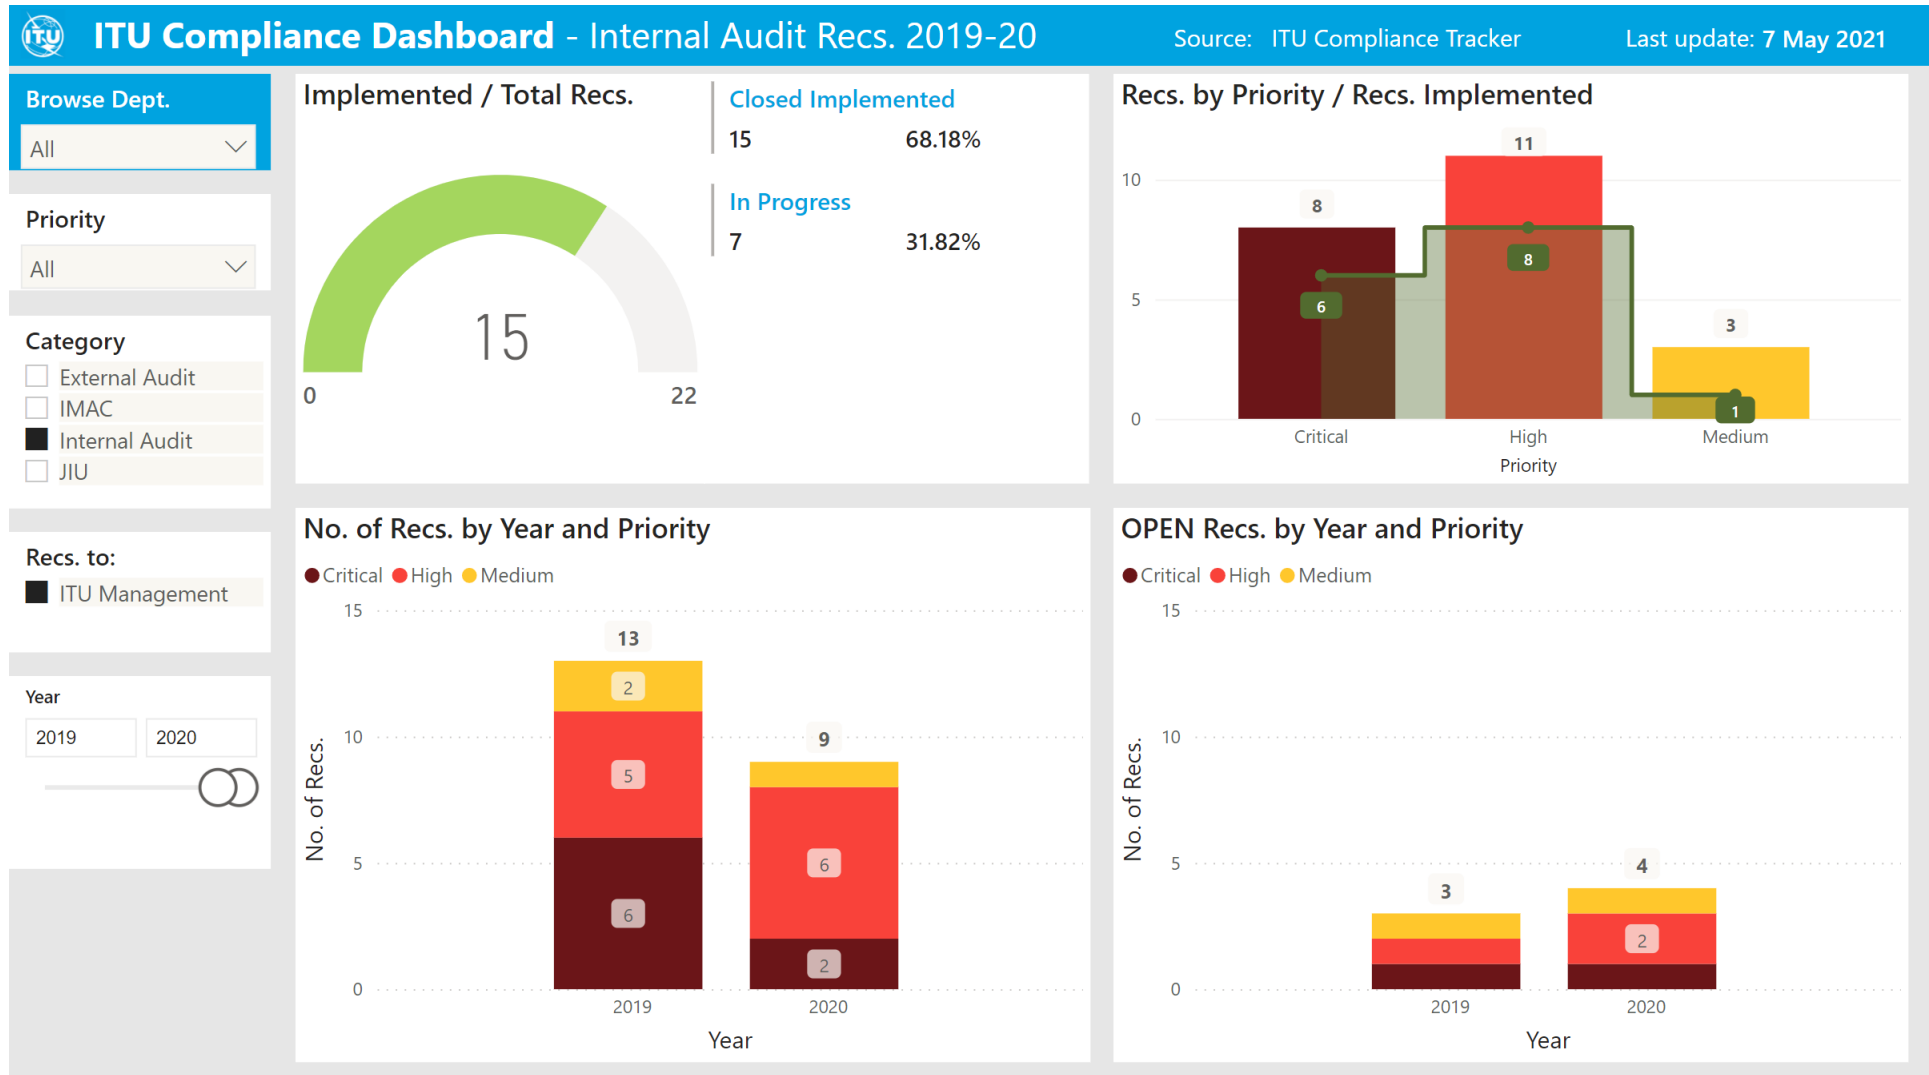 ITU
ITU Compliance Dashboard - Internal Audit Recs. 2019-20
Source: ITU Compliance Tracker
Last update: 7 May 2021
Browse Dept.
All
Priority
All
Category
External Audit
IMAC
Internal Audit
JIU
Recs. to:
ITU Management
Year
2019 2020
Implemented / Total Recs.
15
0 22
Closed Implemented
15 68.18%
In Progress
7 31.82%
Recs. by Priority / Recs. Implemented
10
5
0
8
11
3
6
8
1
Critical High Medium
Priority
No. of Recs. by Year and Priority
Critical High Medium
No. of Recs.
15
10
5
0
13
2
5
6
9
6
2
2019 2020
Year
OPEN Recs. by Year and Priority
Critical High Medium
No. of Recs.
15
10
5
0
3
4
2
2019 2020
Year